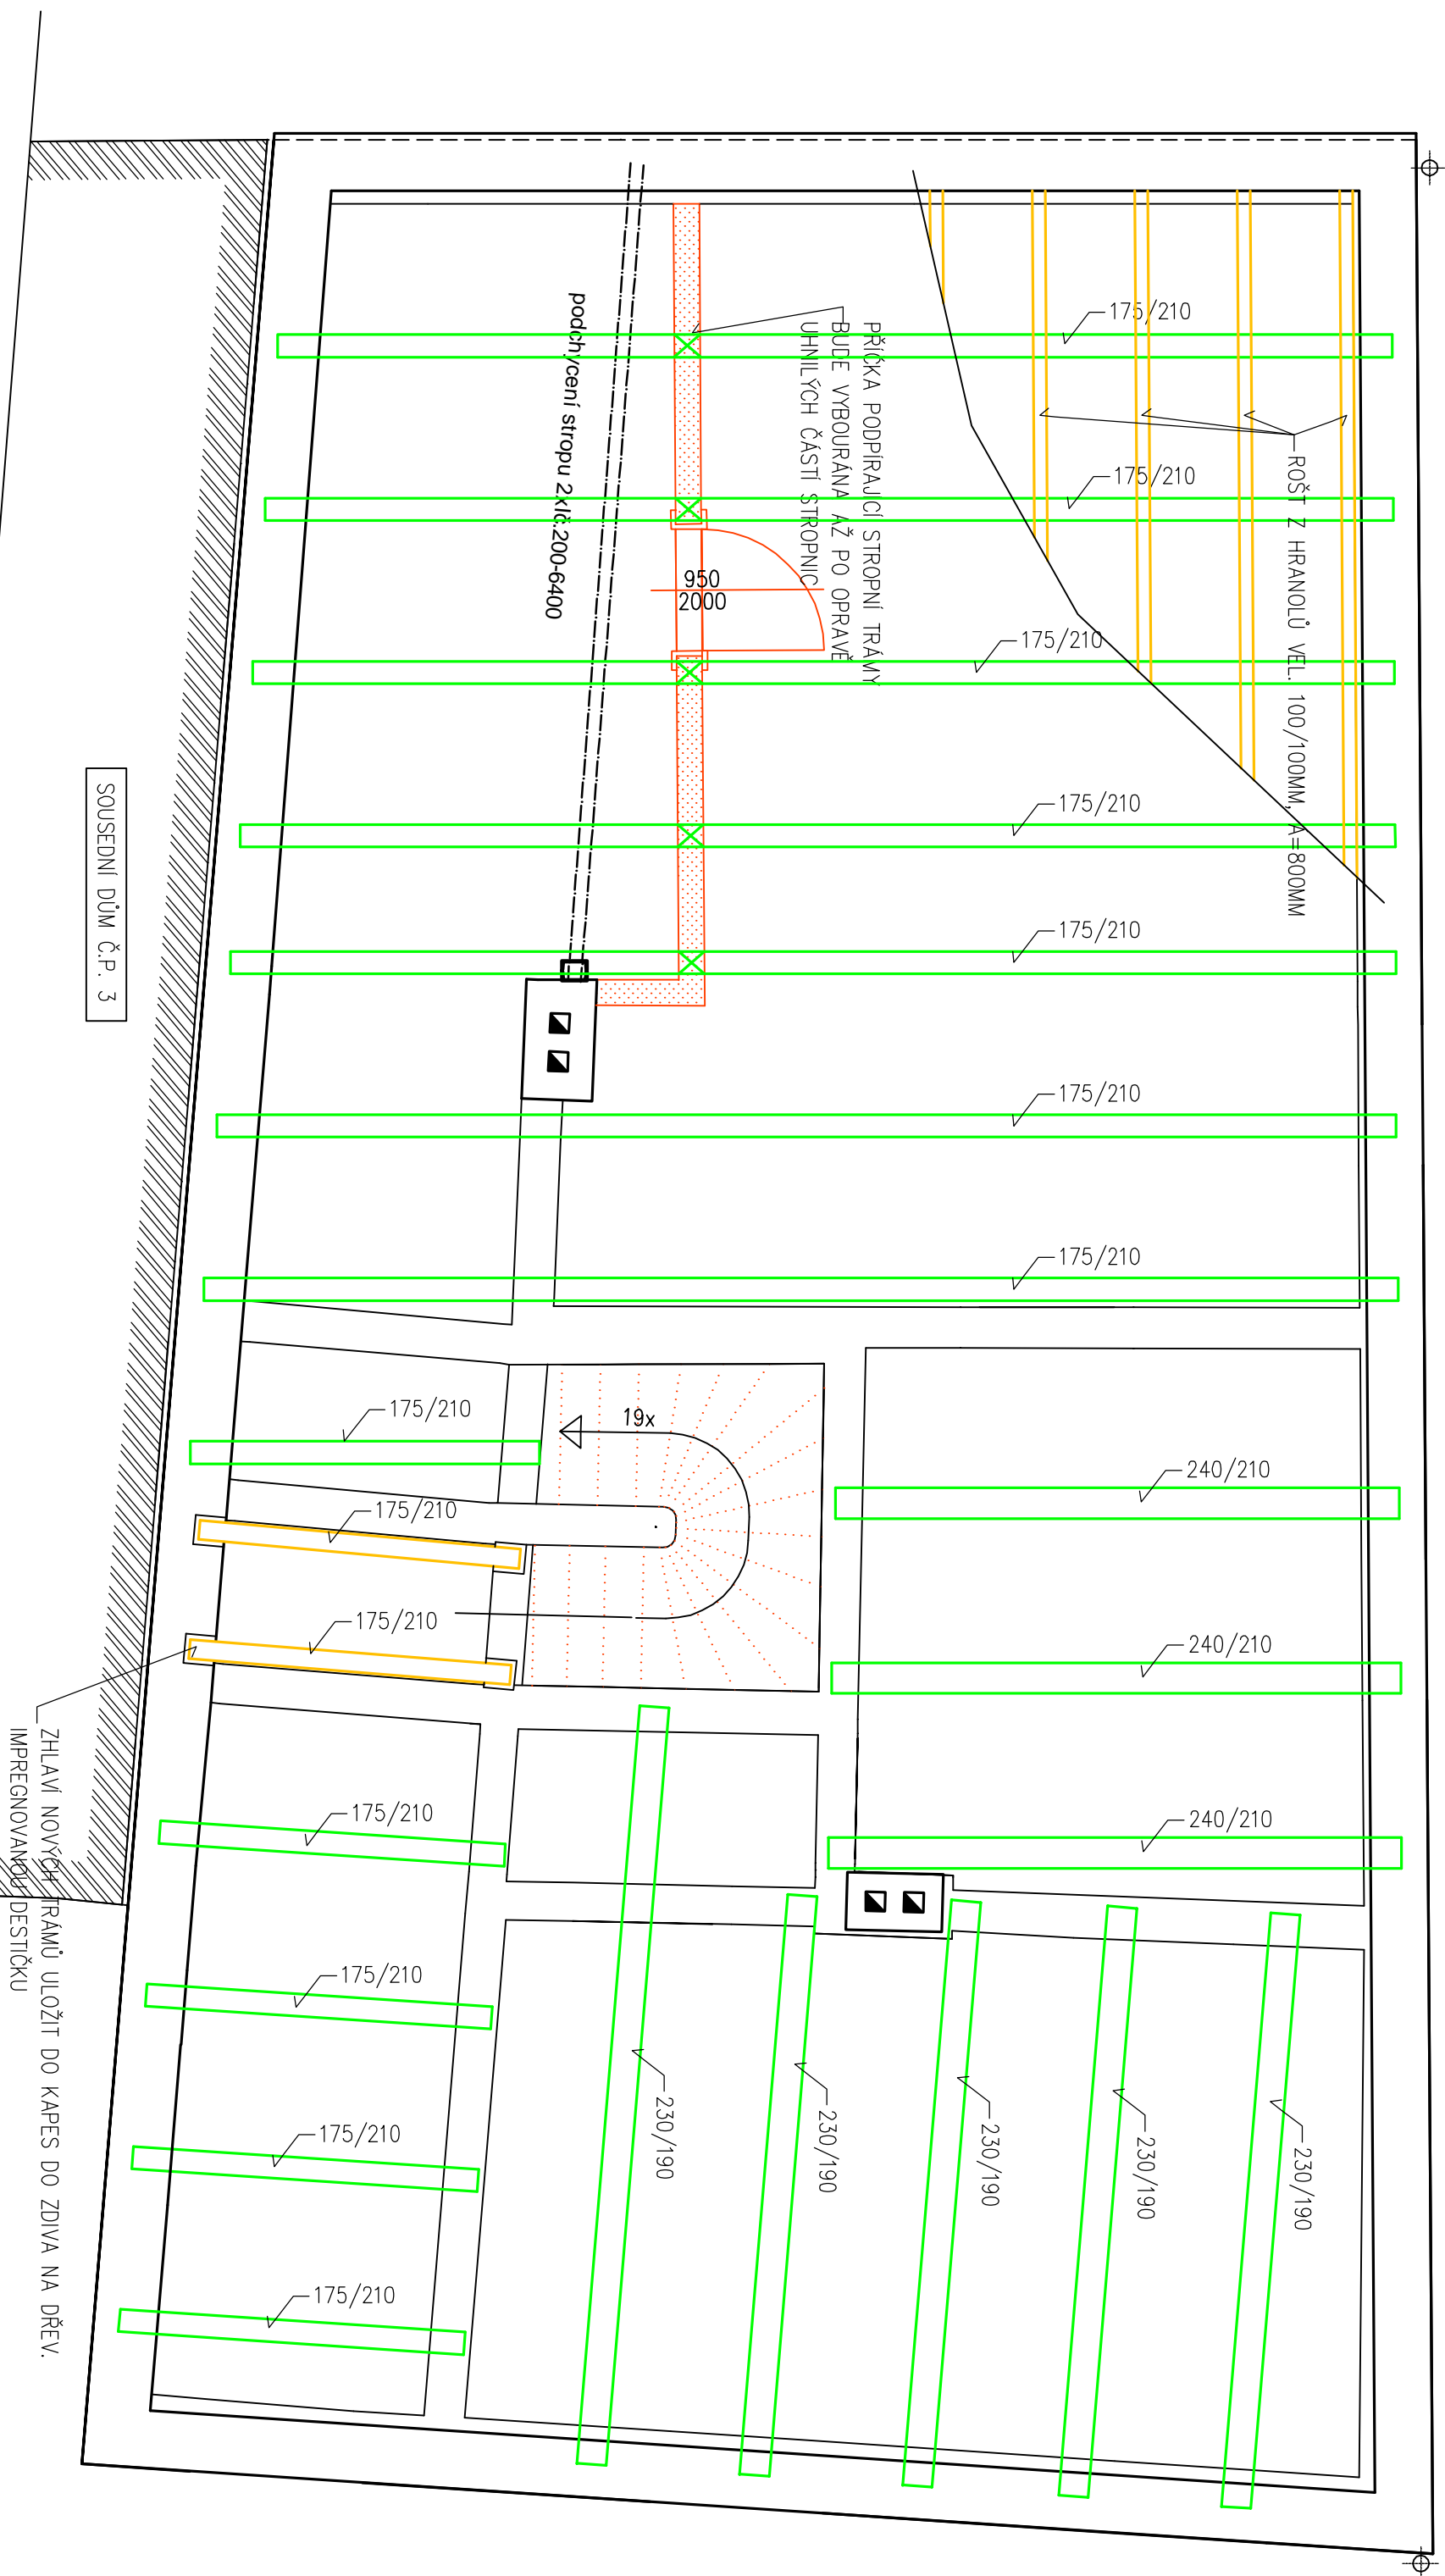 175/210
PŘÍČKA PODPÍRAJÍCÍ STROPNÍ TRÁMY
BUDE VYBOURÁNA AŽ PO OPRAVĚ
UHNILÝCH ČÁSTÍ STROPNIC
podchycení stropu 2xIč.200-6400
ROŠT Z HRANOLŮ VEL. 100/100MM, A=800MM
175/210
950
2000
175/210
175/210
SOUSEDNÍ DŮM Č.P. 3
175/210
175/210
175/210
175/210
19x
240/210
175/210
175/210
240/210
ZHLAVÍ NOVÝCH TRÁMŮ ULOŽIT DO KAPES DO ZDIVA NA DŘEV.
IMPREGNOVANOU DESTIČKU
175/210
240/210
175/210
230/190
230/190
230/190
230/190
230/190
175/210
175/210